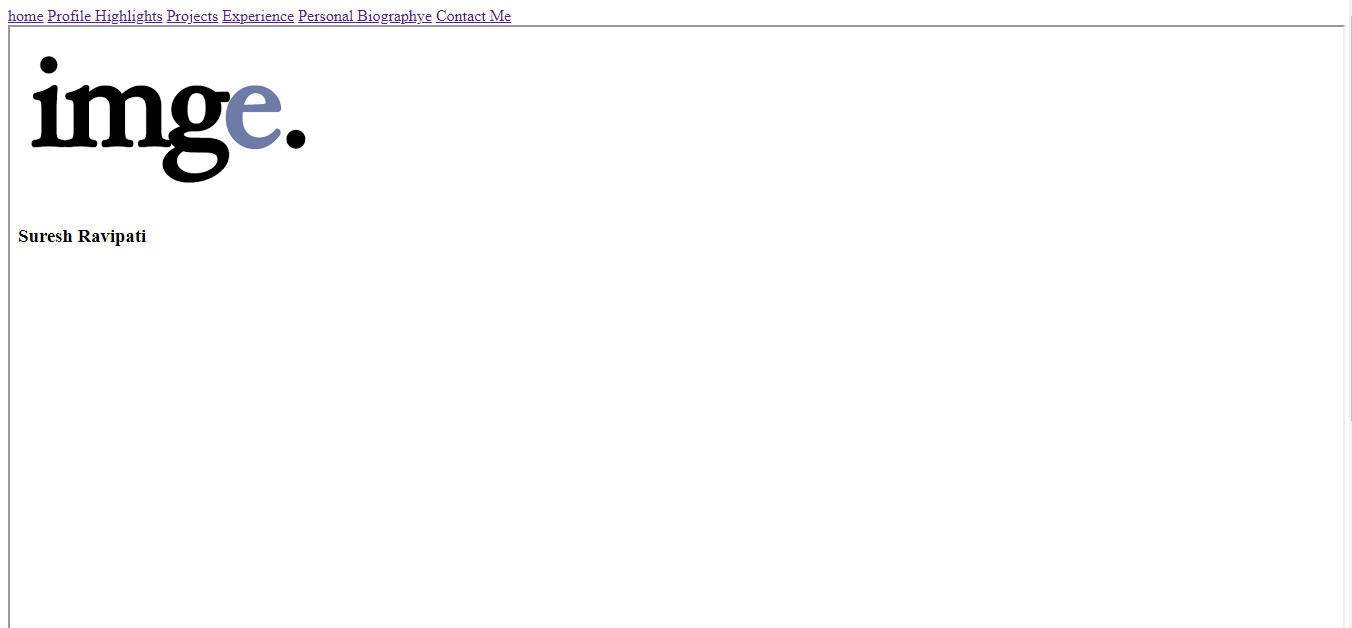 home Profile Highlights Projects Experience Personal Biographye Contact Me
imge.
Suresh Ravipati